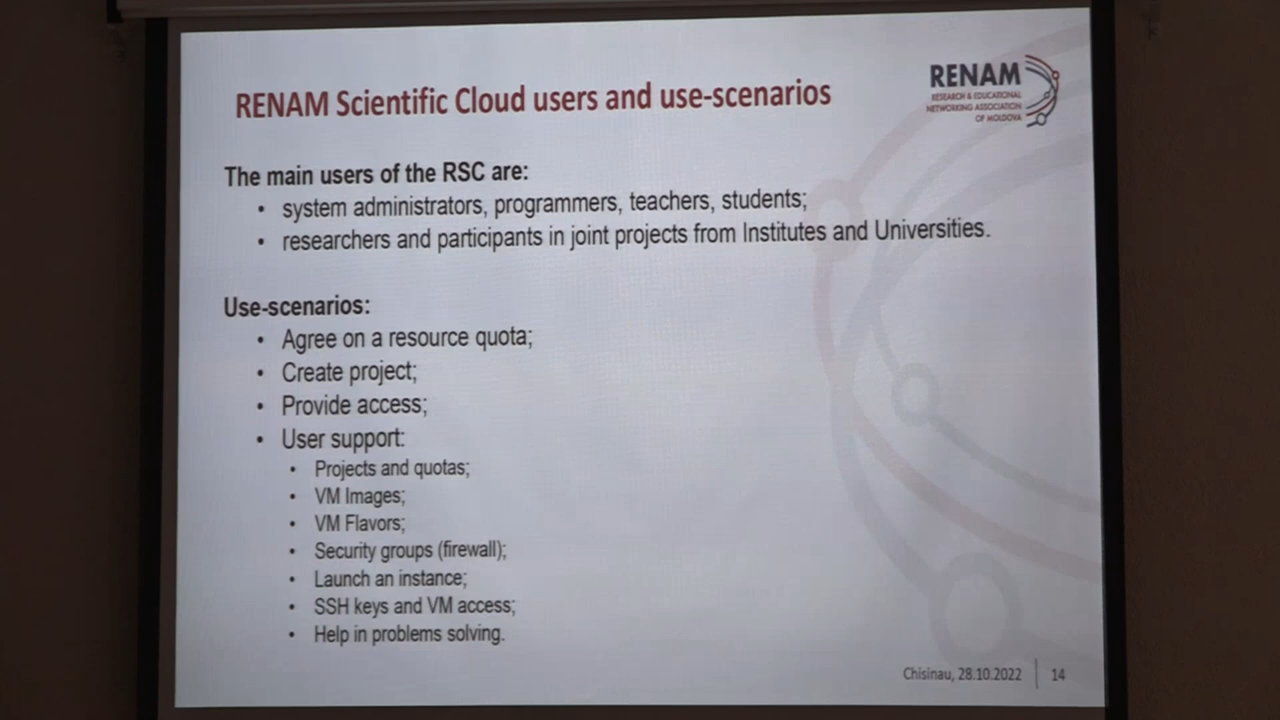 RENAM Scientific Cloud users and use-scenarios
RENAM
RESEARCH & EDUCATIONAL
NETWORKING ASSOCIATION
OF MOLDOVA
The main users of the RSC are:
• system administrators, programmers, teachers, students;
• researchers and participants in joint projects from Institutes and Universities.
Use-scenarios:
• Agree on a resource quota;
• Create project;
• Provide access;
• User support:
• Projects and quotas;
• VM Images;
• VM Flavors;
• Security groups (firewall);
• Launch an instance;
• SSH keys and VM access;
• Help in problems solving.
Chisinau, 28.10.2022 | 14